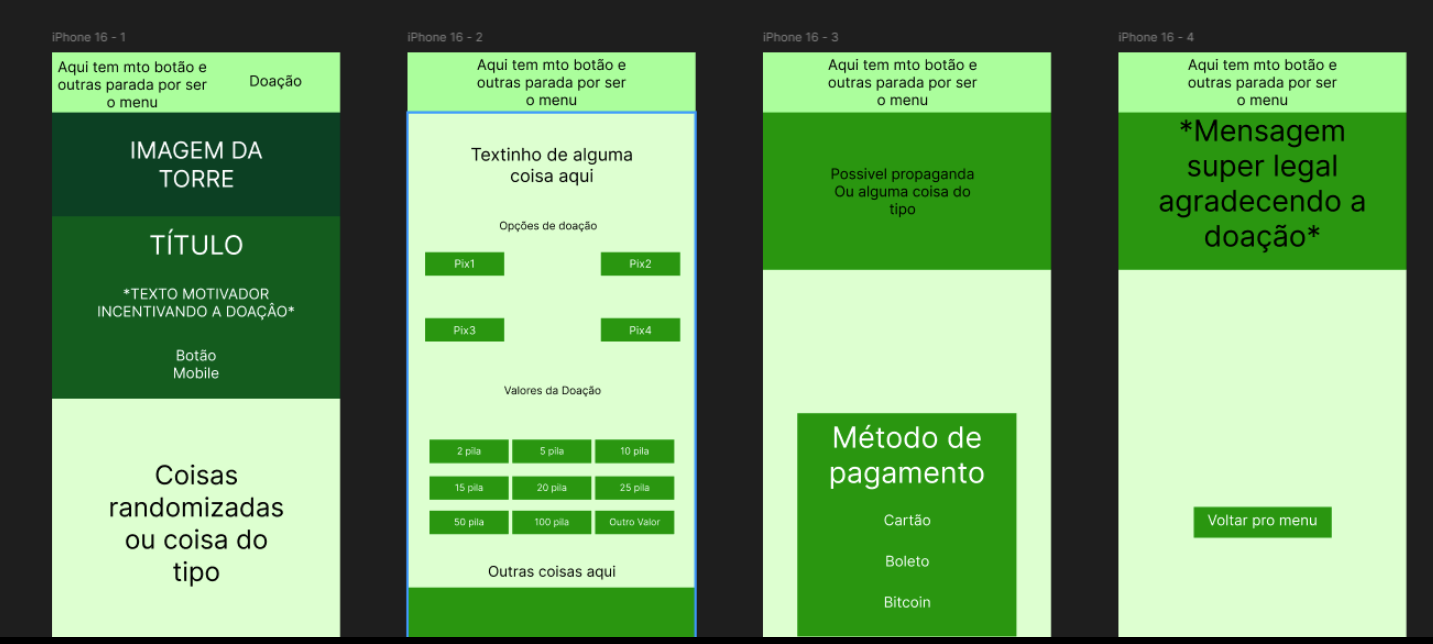 iPhone 16 - 1
Aqui tem mto botão e
outras parada por ser
o menu
Doação
IMAGEM DA
TORRE
TÍTULO
*TEXTO MOTIVADOR
INCENTIVANDO A DOAÇÂO*
Botão
Mobile
Coisas
randomizadas
ou coisa do
tipo
iPhone 16 - 2
Aqui tem mto botão e
outras parada por ser
o menu
Textinho de alguma
coisa aqui
Opções de doação
Pix1
Pix2
Pix3
Pix4
Valores da Doação
2 pila
5 pila
10 pila
15 pila
20 pila
25 pila
50 pila
100 pila
Outro Valor
Outras coisas aqui
iPhone 16 - 3
Aqui tem mto botão e
outras parada por ser
o menu
Possivel propaganda
Ou alguma coisa do
tipo
Método de
pagamento
Cartão
Boleto
Bitcoin
iPhone 16 - 4
Aqui tem mto botão e
outras parada por ser
o menu
*Mensagem
super legal
agradecendo a
doação*
Voltar pro menu